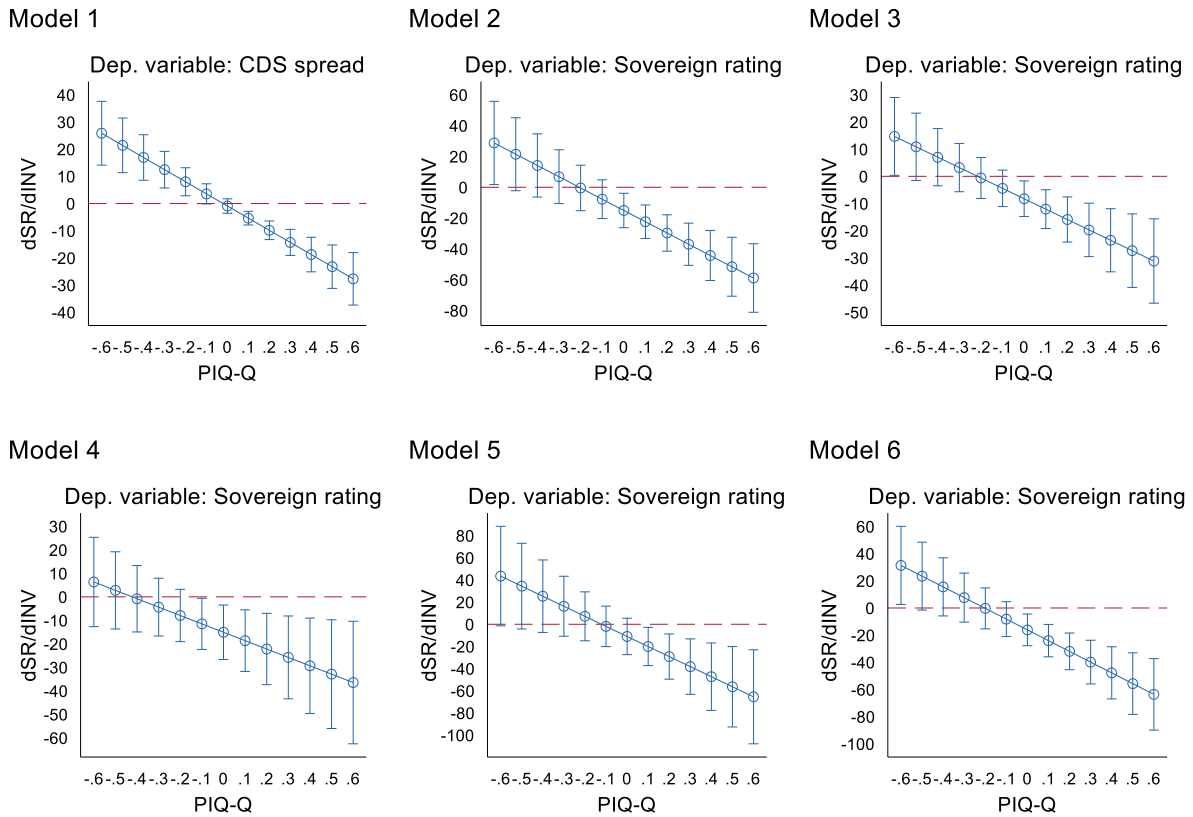 Model 1
Dep. variable: CDS spread
40
30
20
10
0
-10
-20
-30
-40
dSR/dINV
-.6 -.5 -.4 -.3 -.2 -.1 0 .1 .2 .3 .4 .5 .6
PIQ-Q
Model 2
Dep. variable: Sovereign rating
60
40
20
0
-20
-40
-60
-80
dSR/dINV
-.6 -.5 -.4 -.3 -.2 -.1 0 .1 .2 .3 .4 .5 .6
PIQ-Q
Model 3
Dep. variable: Sovereign rating
30
20
10
0
-10
-20
-30
-40
-50
dSR/dINV
-.6 -.5 -.4 -.3 -.2 -.1 0 .1 .2 .3 .4 .5 .6
PIQ-Q
Model 4
Dep. variable: Sovereign rating
30
20
10
0
-10
-20
-30
-40
-50
-60
dSR/dINV
-.6 -.5 -.4 -.3 -.2 -.1 0 .1 .2 .3 .4 .5 .6
PIQ-Q
Model 5
Dep. variable: Sovereign rating
80
60
40
20
0
-20
-40
-60
-80
-100
dSR/dINV
-.6 -.5 -.4 -.3 -.2 -.1 0 .1 .2 .3 .4 .5 .6
PIQ-Q
Model 6
Dep. variable: Sovereign rating
60
40
20
0
-20
-40
-60
-80
-100
dSR/dINV
-.6 -.5 -.4 -.3 -.2 -.1 0 .1 .2 .3 .4 .5 .6
PIQ-Q